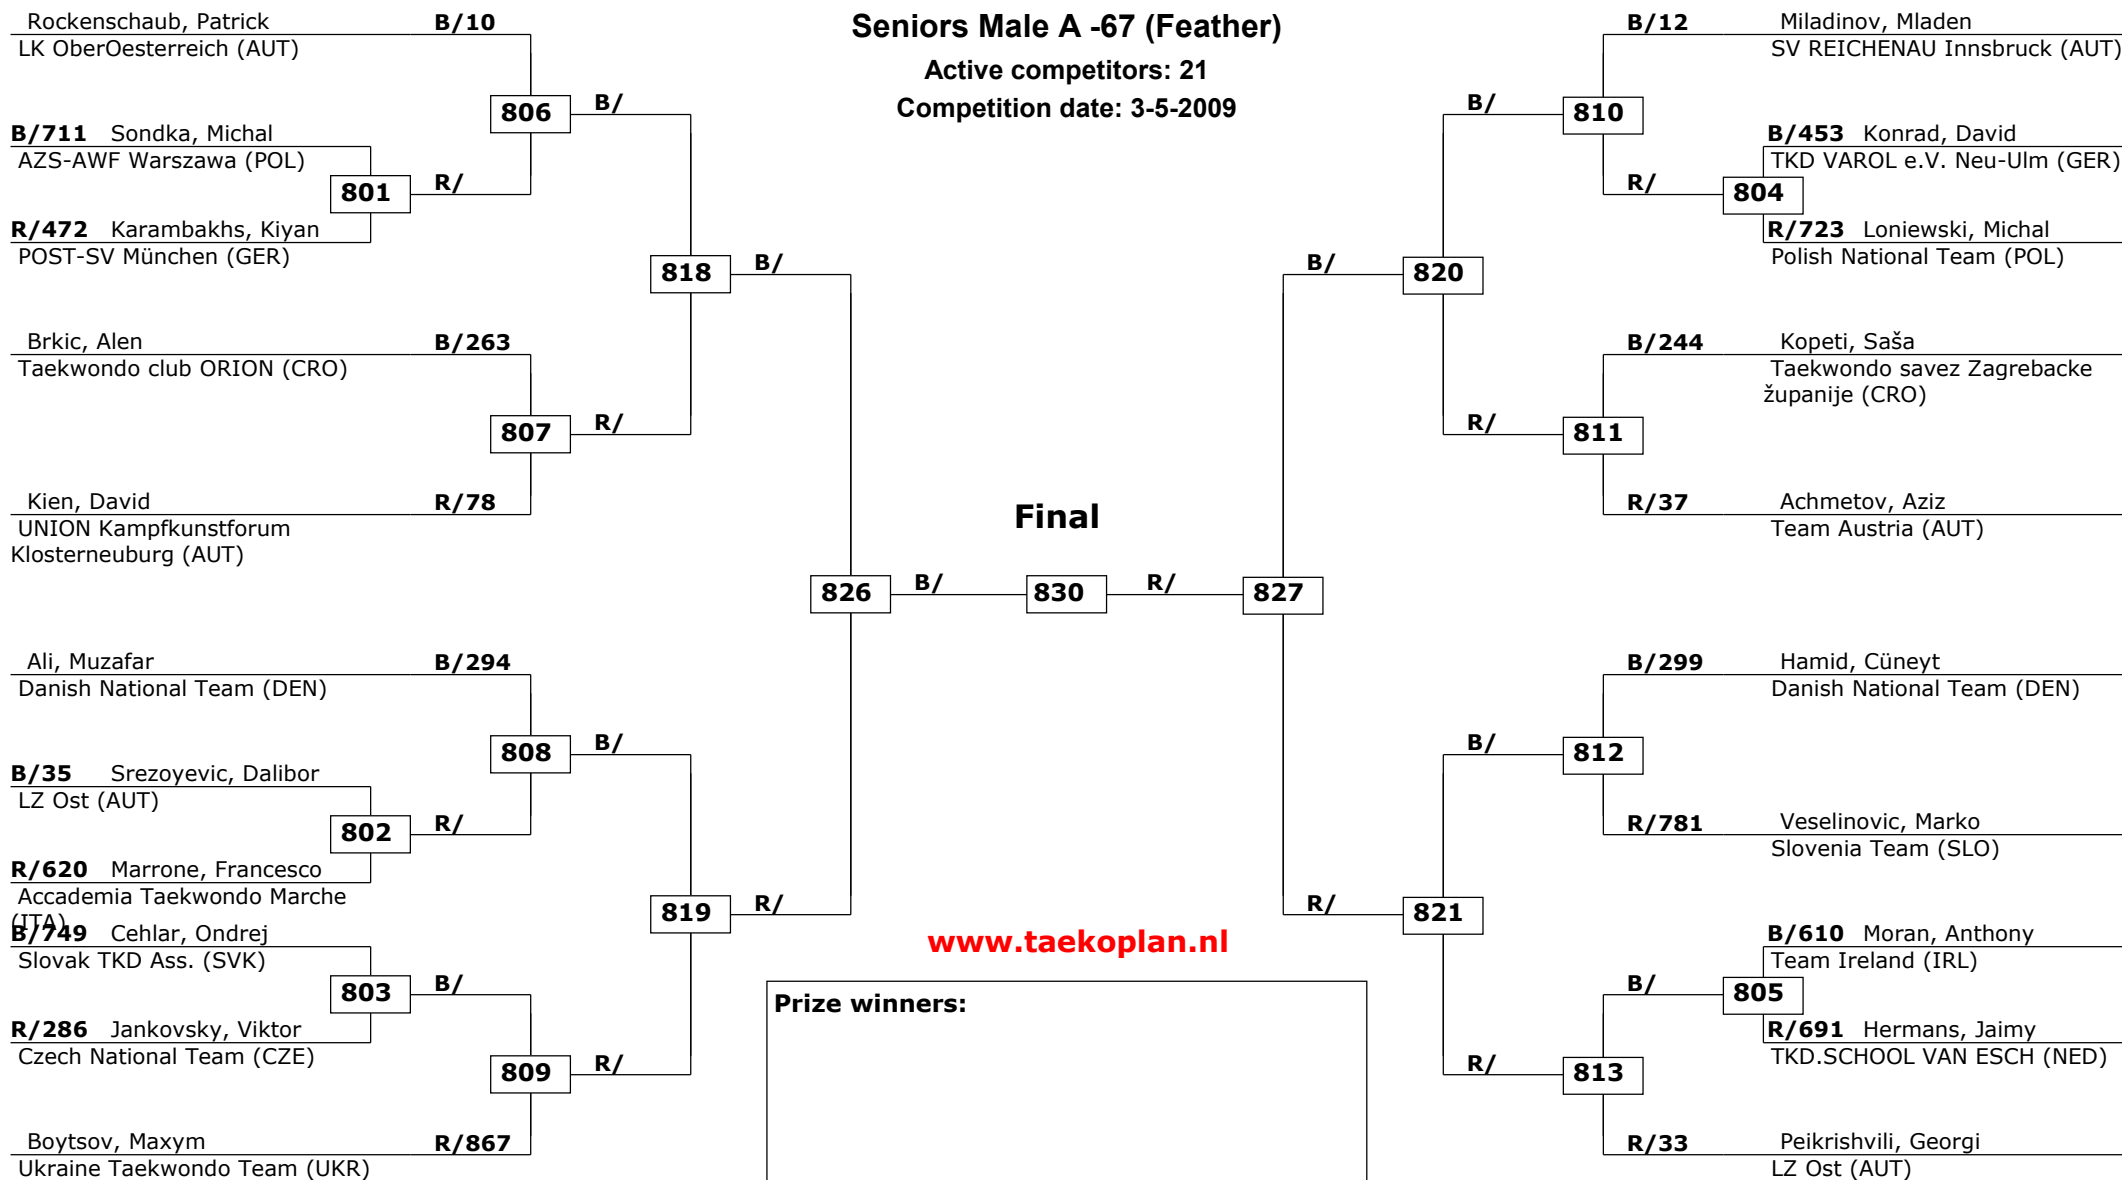 Seniors Male A -67 (Feather)
Active competitors: 21
Competition date: 3-5-2009
Rockenschaub, Patrick B/10
LK OberOesterreich (AUT)
806 B/
B/711 Sondka, Michal
AZS-AWF Warszawa (POL)
801 R/
R/472 Karambakhs, Kiyan
POST-SV München (GER)
818 B/
Brkic, Alen B/263
Taekwondo club ORION (CRO)
807 R/
Kien, David R/78
UNION Kampfkunstforum
Klosterneuburg (AUT)
826 B/
Ali, Muzafar B/294
Danish National Team (DEN)
808 B/
B/35 Srezoyevic, Dalibor
LZ Ost (AUT)
802 R/
R/620 Marrone, Francesco
Accademia Taekwondo Marche
(ITA)
819 R/
B/749 Cehlar, Ondrej
Slovak TKD Ass. (SVK)
803 B/
R/286 Jankovsky, Viktor
Czech National Team (CZE)
809 R/
Boytsov, Maxym R/867
Ukraine Taekwondo Team (UKR)
Final
830
R/ 827
B/12 Miladinov, Mladen
SV REICHENAU Innsbruck (AUT)
B/ 810
B/453 Konrad, David
TKD VAROL e.V. Neu-Ulm (GER)
R/ 804
R/723 Loniewski, Michal
Polish National Team (POL)
B/ 820
B/244 Kopeti, Saša
Taekwondo savez Zagrebacke
županije (CRO)
R/ 811
R/37 Achmetov, Aziz
Team Austria (AUT)
B/299 Hamid, Cüneyt
Danish National Team (DEN)
B/ 812
R/781 Veselinovic, Marko
Slovenia Team (SLO)
R/ 821
B/610 Moran, Anthony
Team Ireland (IRL)
B/ 805
R/691 Hermans, Jaimy
TKD.SCHOOL VAN ESCH (NED)
R/ 813
R/33 Peikrishvili, Georgi
LZ Ost (AUT)
www.taekoplan.nl
Prize winners: